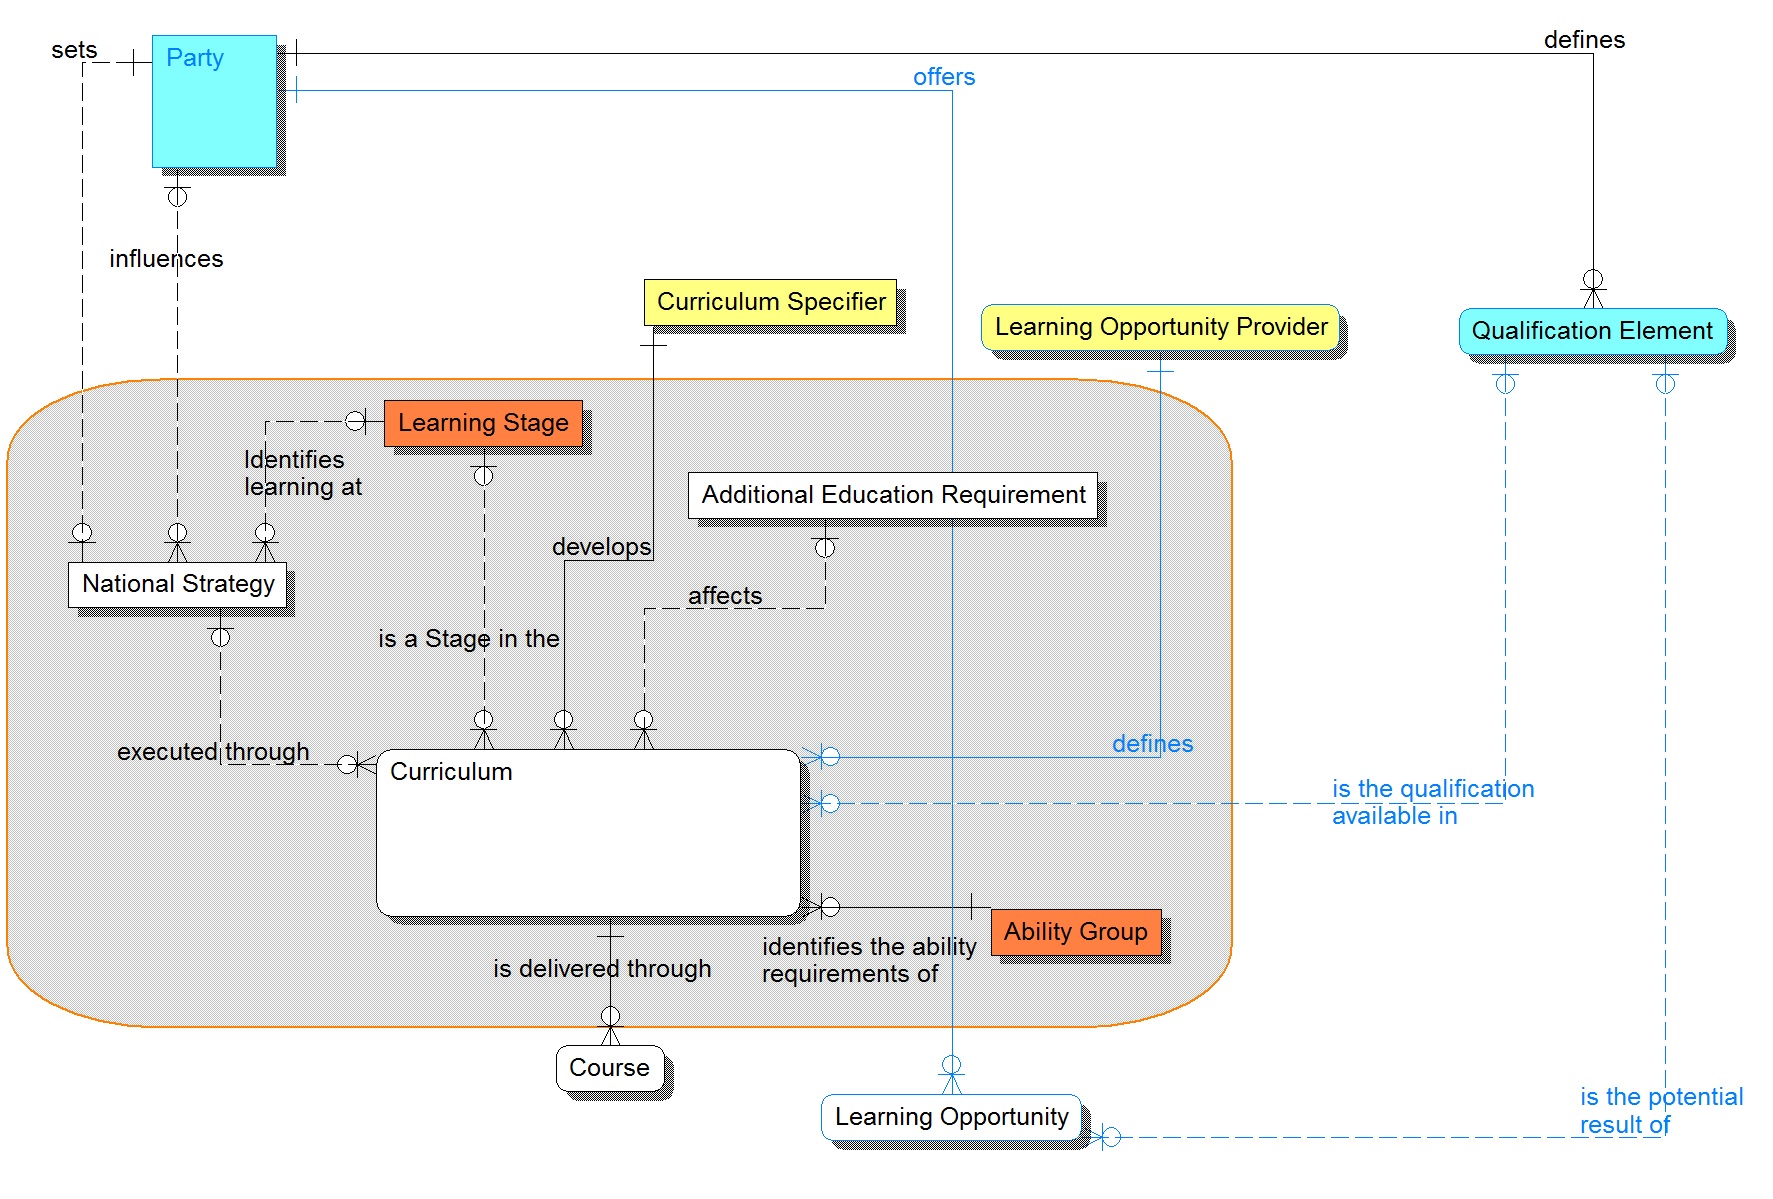 defines
sets
Party
offers
influences
Curriculum Specifier
Learning Opportunity Provider
Qualification Element
Learning Stage
Identifies
learning at
Additional Education Requirement
develops
National Strategy
affects
is a Stage in the
defines
executed through
Curriculum
is the qualification
available in
Ability Group
identifies the ability
requirements of
is delivered through
Course
is the potential
result of
Learning Opportunity